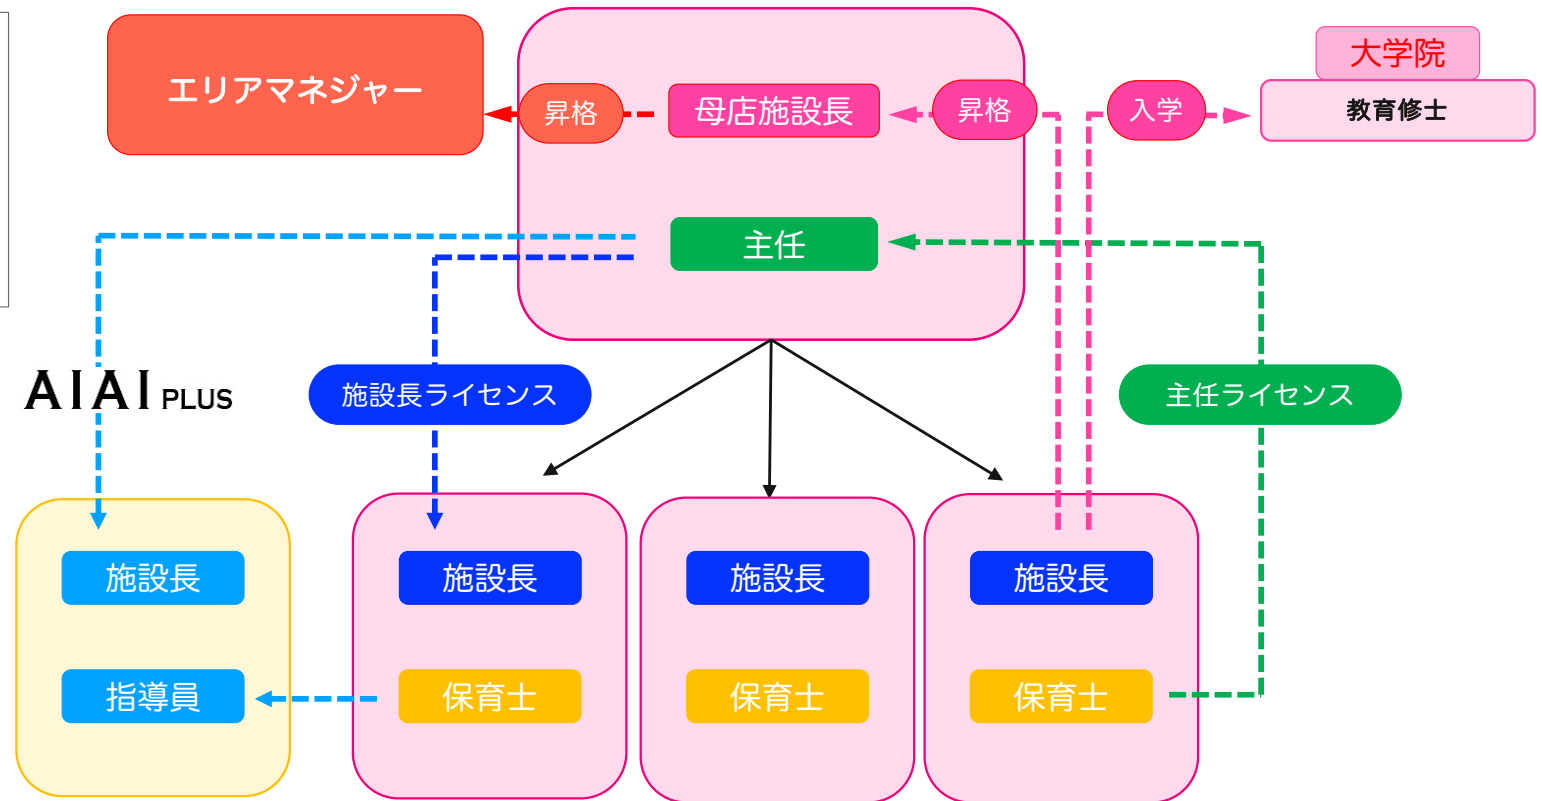 エリアマネジャー
昇格
母店施設長
昇格
入学
大学院
教育修士
主任
AIAI PLUS
施設長ライセンス
主任ライセンス
施設長
施設長
施設長
施設長
指導員
保育士
保育士
保育士